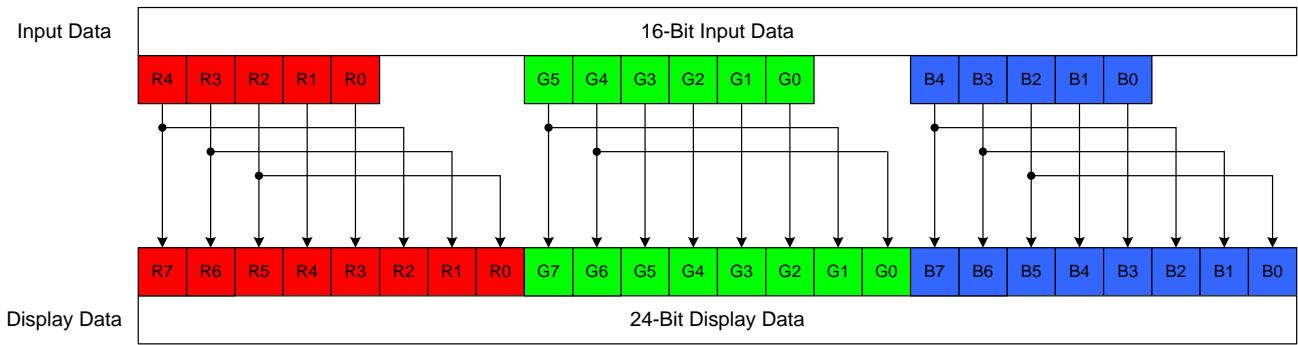 Input Data
16-Bit Input Data
R4 R3 R2 R1 R0 G5 G4 G3 G2 G1 G0 B4 B3 B2 B1 B0
R7 R6 R5 R4 R3 R2 R1 R0 G7 G6 G5 G4 G3 G2 G1 G0 B7 B6 B5 B4 B3 B2 B1 B0
Display Data
24-Bit Display Data